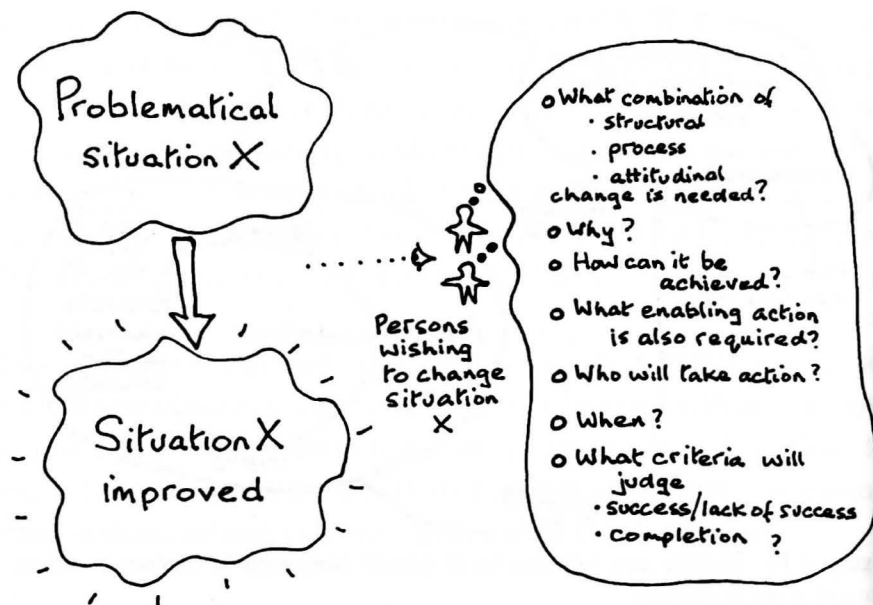 Problematical
situation X
Situation X
improved
Persons
wishing
to change
situation
X
o What combination of
· structural
· process
· attitudinal
change is needed?
o Why?
o How can it be
achieved?
o What enabling action
is also required?
o Who will take action?
o When?
o What criteria will
judge
· success/lack of success
· completion ?